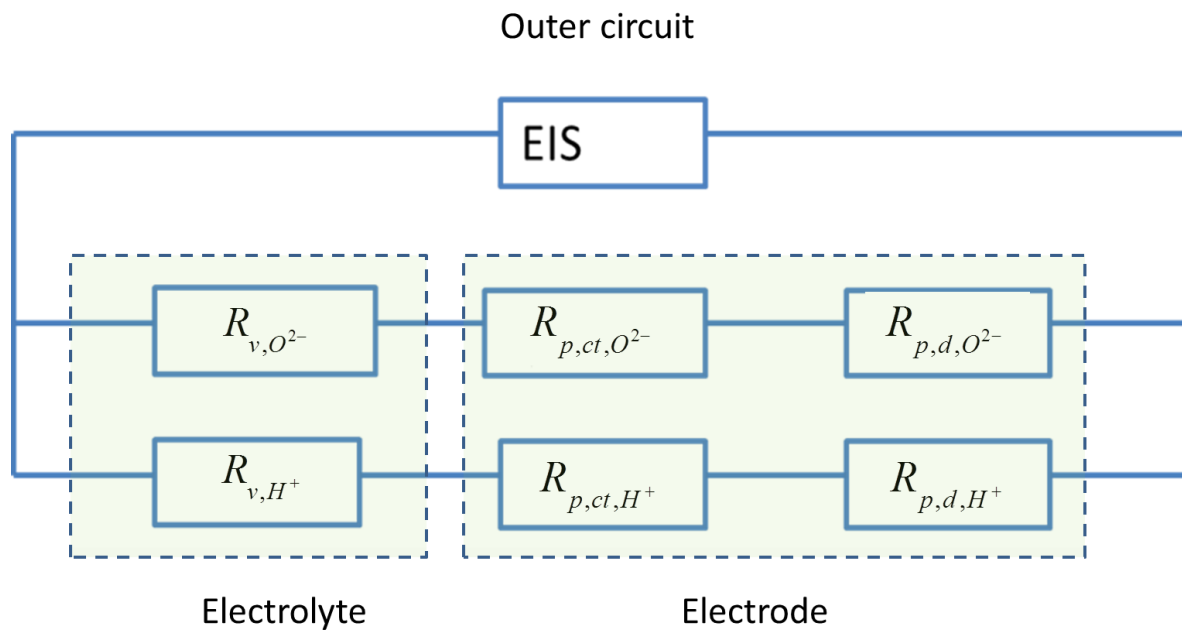 Outer circuit
EIS
R_{v,O^{2-}} R_{p,ct,O^{2-}} R_{p,d,O^{2-}}
R_{v,H^{+}} R_{p,ct,H^{+}} R_{p,d,H^{+}}
Electrolyte Electrode